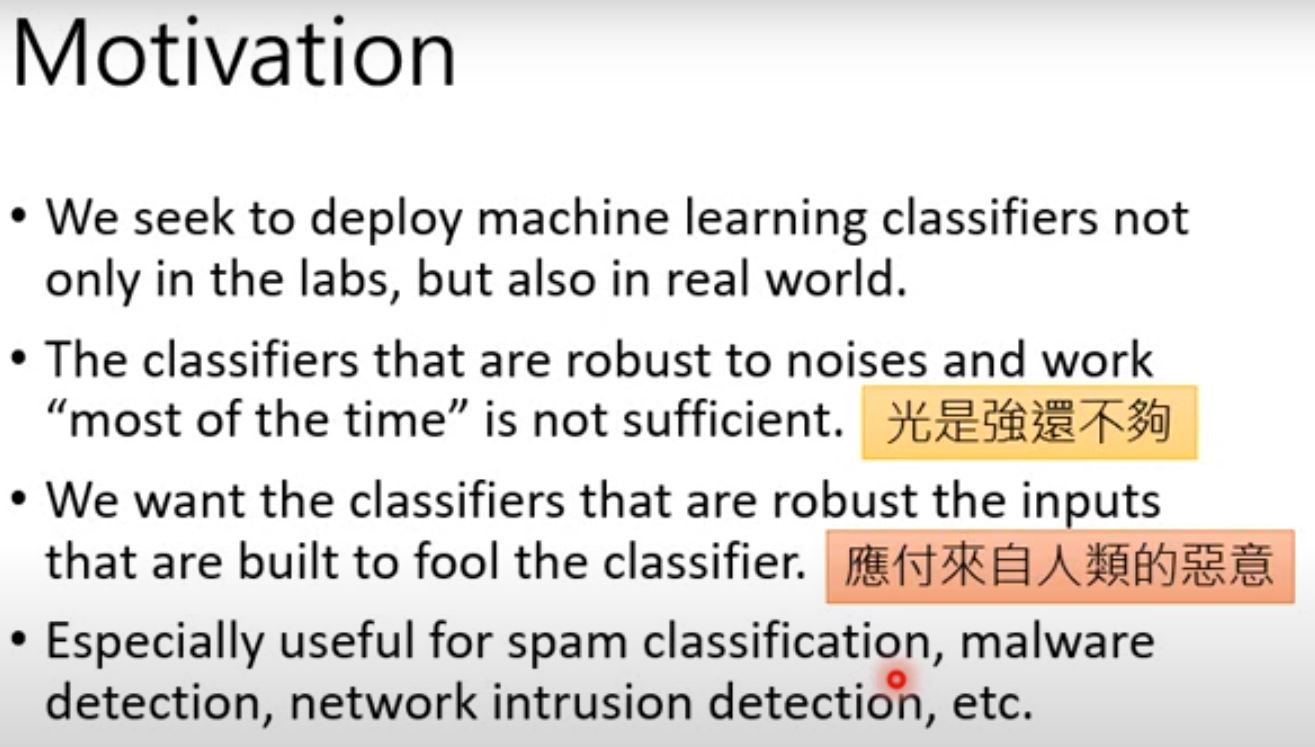 Motivation
• We seek to deploy machine learning classifiers not
only in the labs, but also in real world.
• The classifiers that are robust to noises and work
“most of the time” is not sufficient. 光是強還不夠
• We want the classifiers that are robust the inputs
that are built to fool the classifier. 應付來自人類的惡意
• Especially useful for spam classification, malware
detection, network intrusion detection, etc.